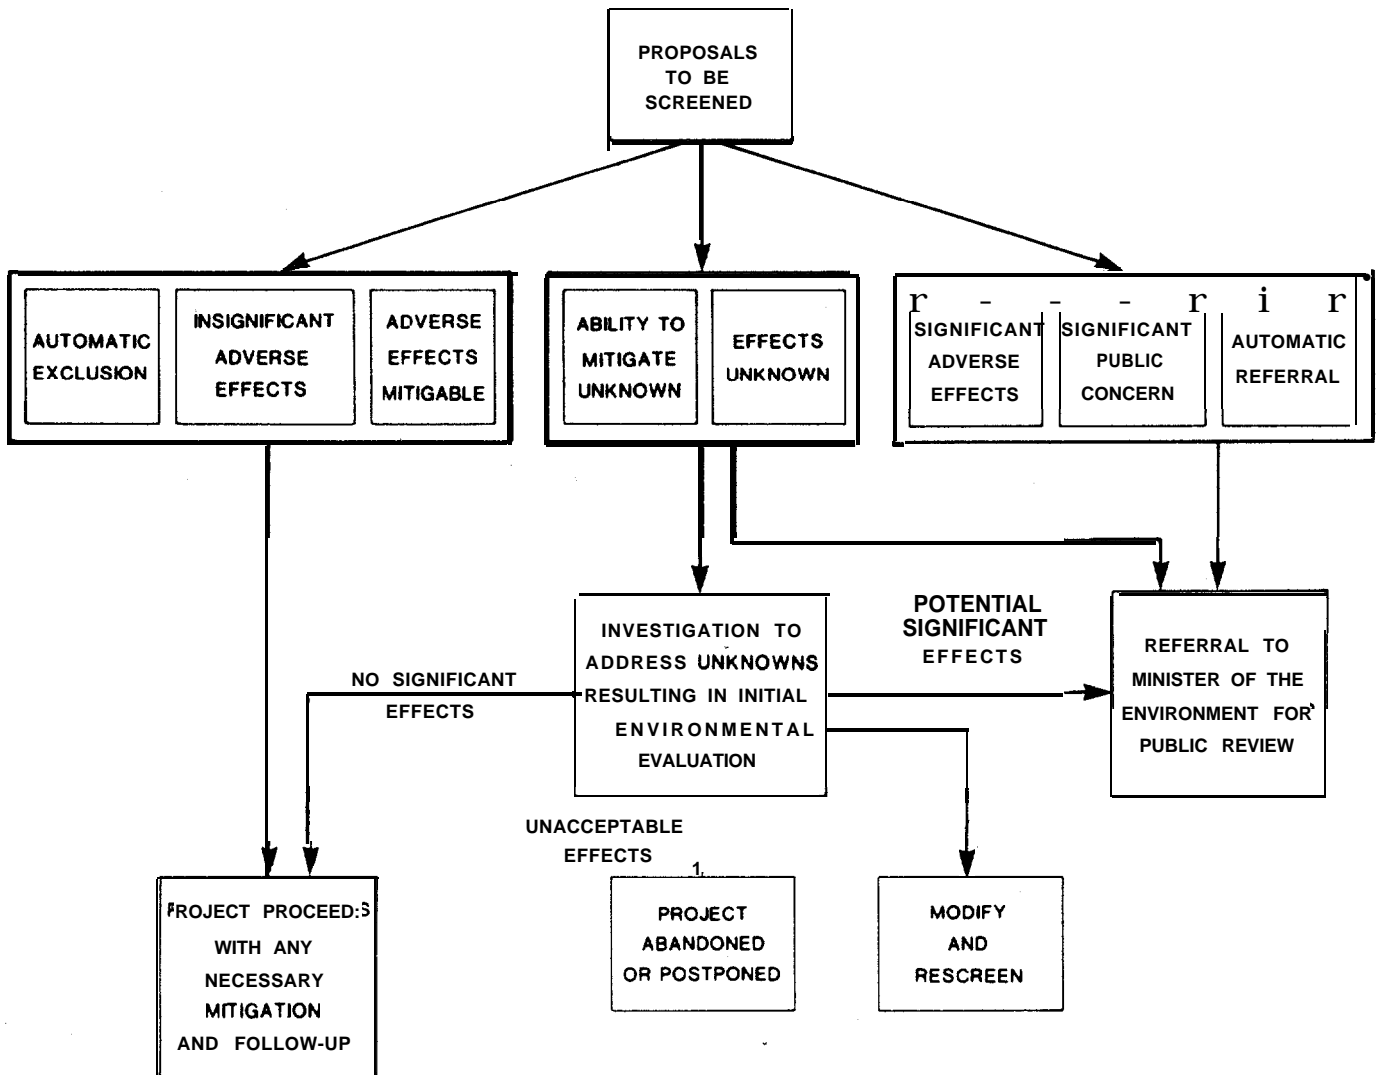 PROPOSALS
TO BE
SCREENED
AUTOMATIC
EXCLUSION
INSIGNIFICANT
ADVERSE
EFFECTS
ADVERSE
EFFECTS
MITIGABLE
ABILITY TO
MITIGATE
UNKNOWN
EFFECTS
UNKNOWN
r - - - r i r
SIGNIFICANT
ADVERSE
EFFECTS
SIGNIFICANT
PUBLIC
CONCERN
AUTOMATIC
REFERRAL
NO SIGNIFICANT
EFFECTS
INVESTIGATION TO
ADDRESS UNKNOWNS
RESULTING IN INITIAL
ENVIRONMENTAL
EVALUATION
POTENTIAL
SIGNIFICANT
EFFECTS
REFERRAL TO
MINISTER OF THE
ENVIRONMENT FOR
PUBLIC REVIEW
UNACCEPTABLE
EFFECTS
1,
PROJECT PROCEED:S
WITH ANY
NECESSARY
MITIGATION
AND FOLLOW-UP
PROJECT
ABANDONED
OR POSTPONED
MODIFY
AND
RESCREEN